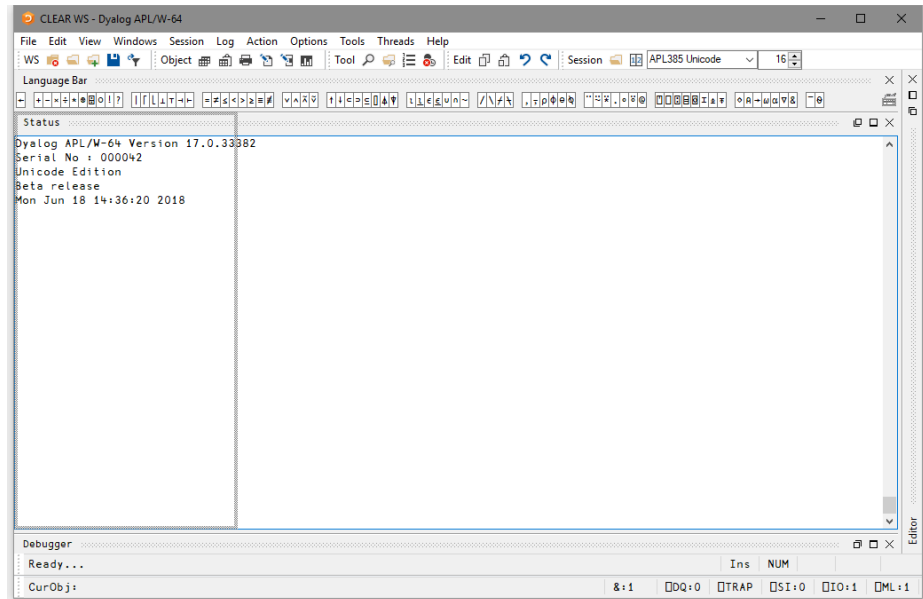 CLEAR WS - Dyalog APL/W-64
File Edit View Windows Session Log Action Options Tools Threads Help
WS Object Tool Edit Session APL385 Unicode 16
Language Bar
Status
Dyalog APL/W-64 Version 17.0.33382
Serial No : 000042
Unicode Edition
Beta release
Mon Jun 18 14:36:20 2018
Editor
Debugger
Ready... Ins NUM
CurObj: &:1 ⎕DQ:0 ⎕TRAP ⎕SI:0 ⎕IO:1 ⎕ML:1